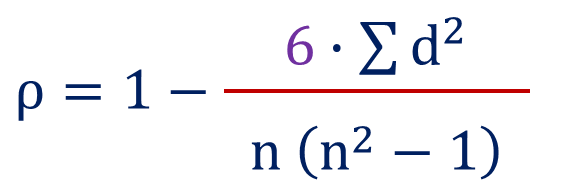 ρ = 1 − 6 · ∑ d² / n (n² − 1)